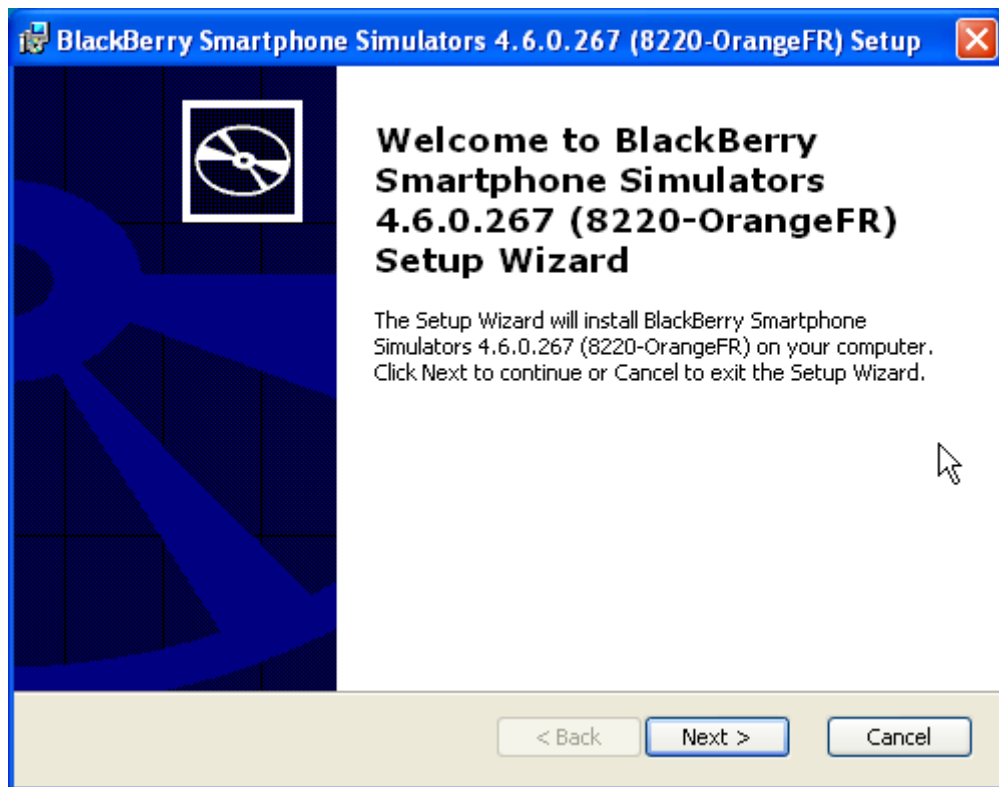 BlackBerry Smartphone Simulators 4.6.0.267 (8220-OrangeFR) Setup
Welcome to BlackBerry
Smartphone Simulators
4.6.0.267 (8220-OrangeFR)
Setup Wizard
The Setup Wizard will install BlackBerry Smartphone
Simulators 4.6.0.267 (8220-OrangeFR) on your computer.
Click Next to continue or Cancel to exit the Setup Wizard.
< Back
Next >
Cancel